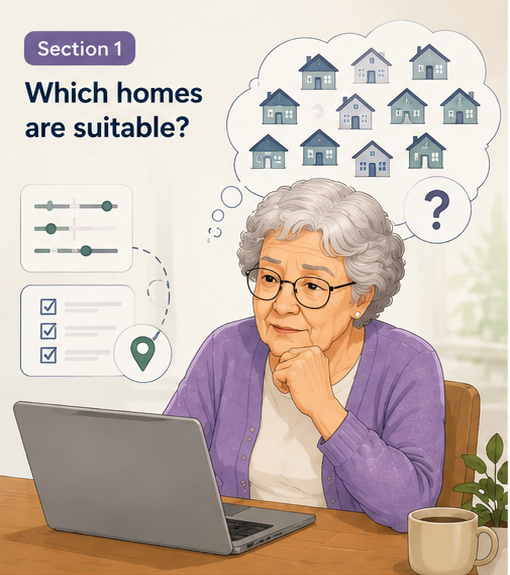 Section 1
Which homes
are suitable?
?